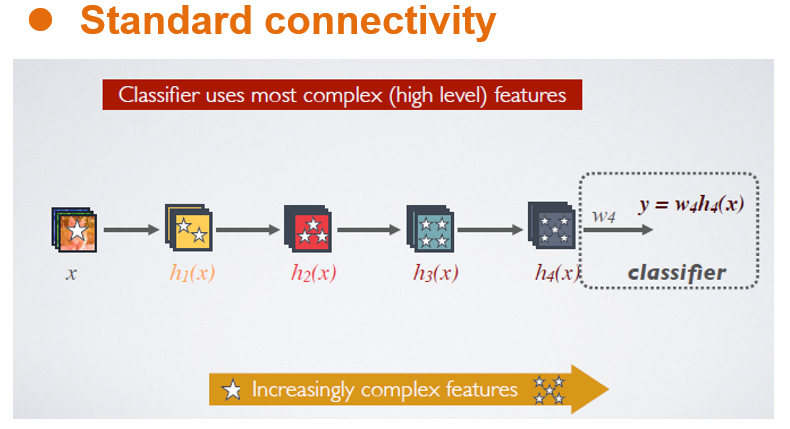 ● Standard connectivity
Classifier uses most complex (high level) features
w4 y = w4h4(x)
x h1(x) h2(x) h3(x) h4(x) classifier
Increasingly complex features